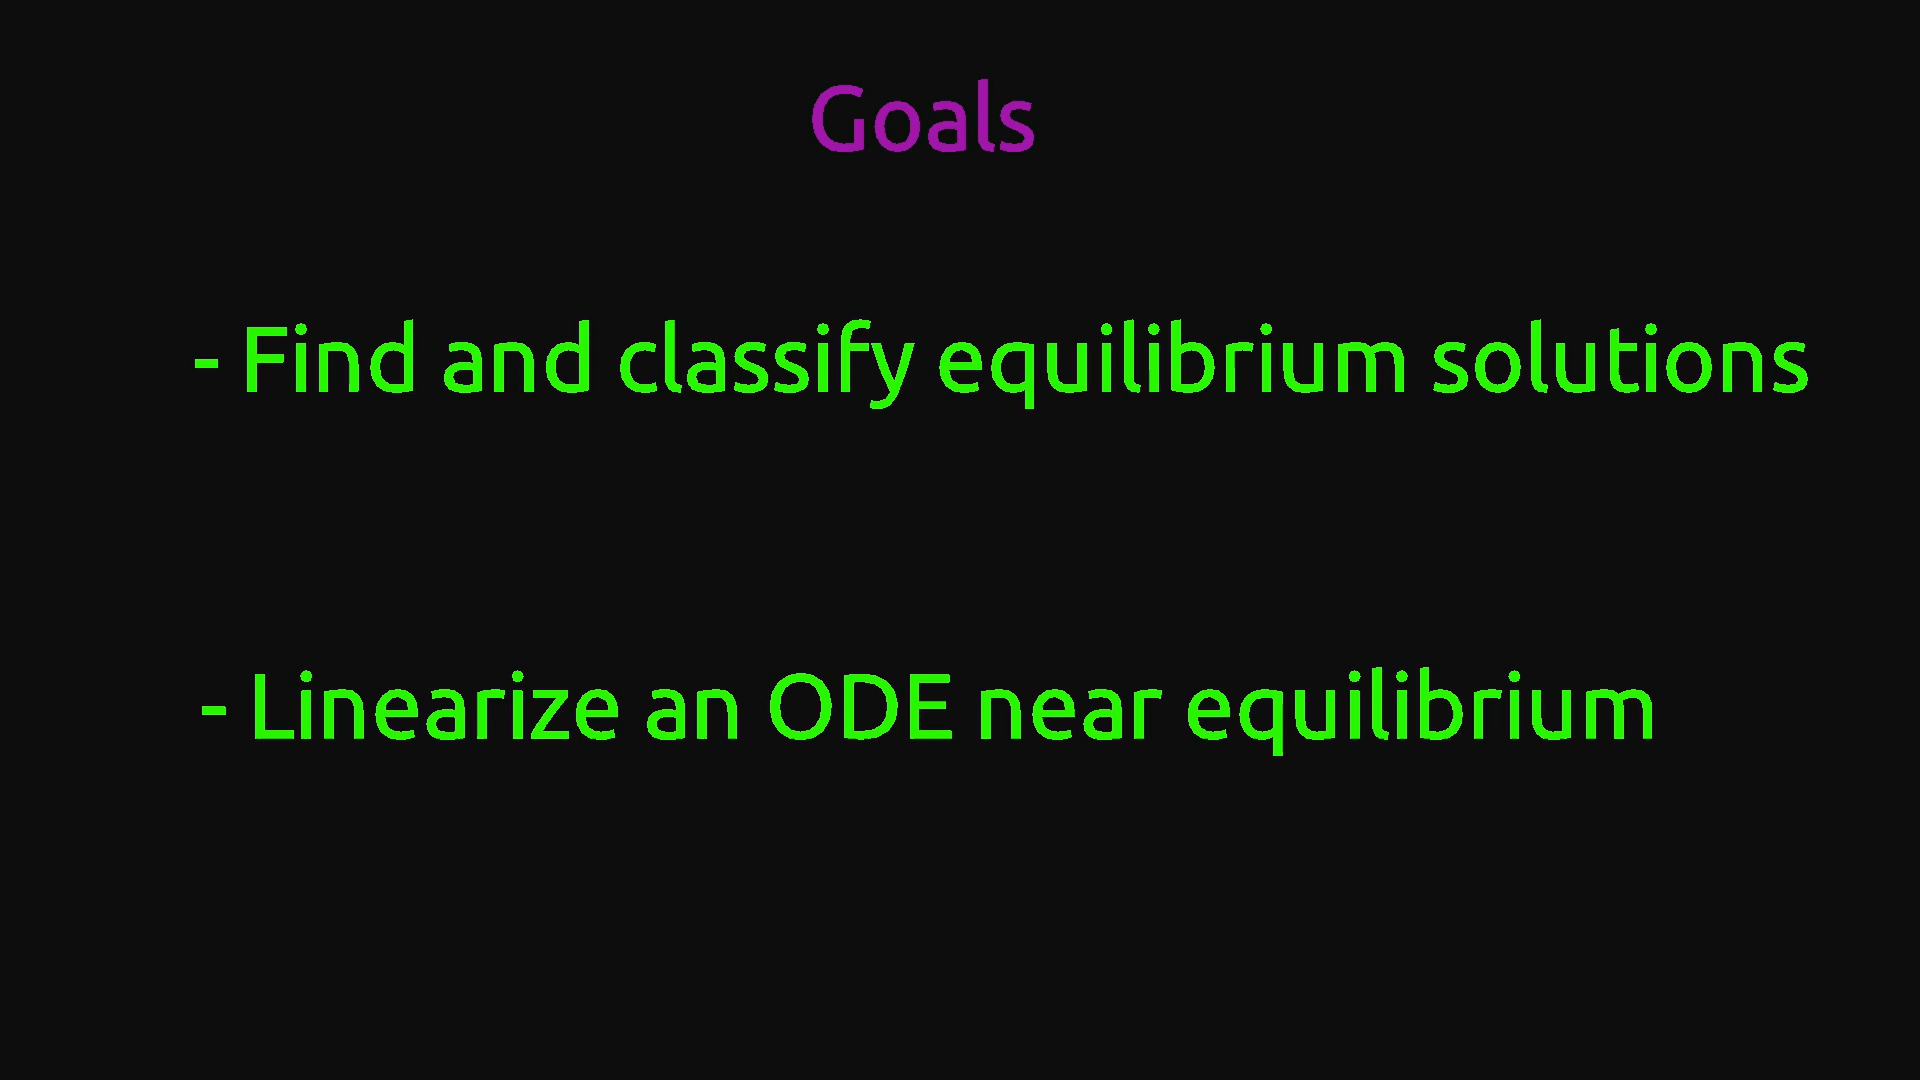 Goals
- Find and classify equilibrium solutions
- Linearize an ODE near equilibrium